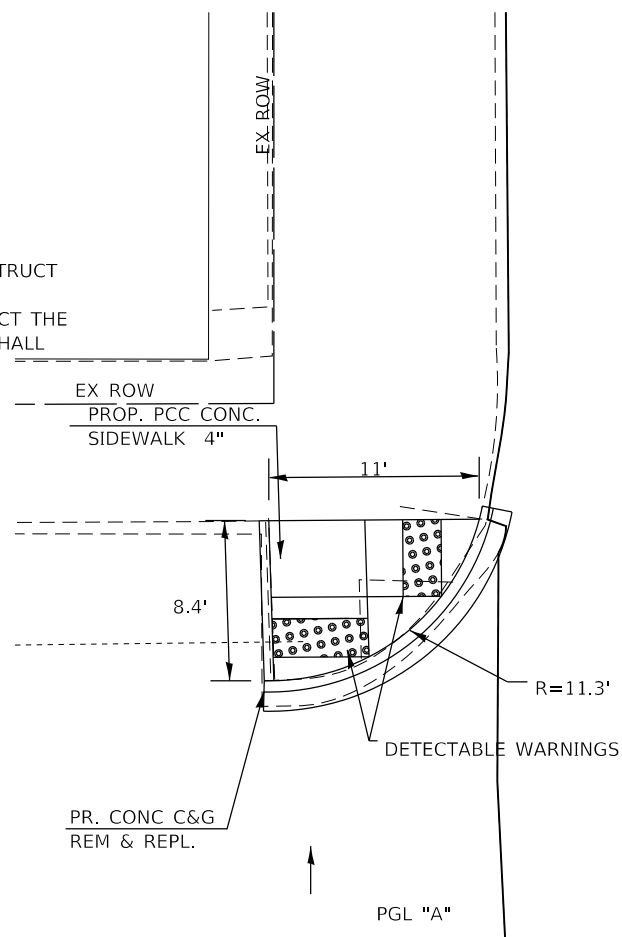 EX ROW
TRUCT
CT THE
HALL
EX ROW
PROP. PCC CONC.
SIDEWALK 4"
11'
8.4'
R=11.3'
DETECTABLE WARNINGS
PR. CONC C&G
REM & REPL.
PGL "A"